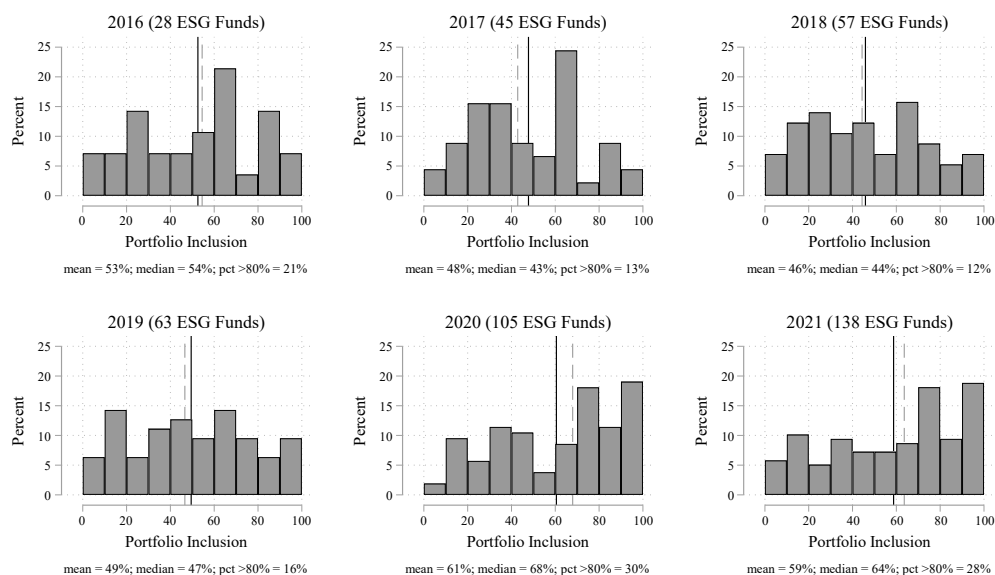 2016 (28 ESG Funds)
25
20
15
10
5
0
Percent
0 20 40 60 80 100
Portfolio Inclusion
mean = 53%; median = 54%; pct >80% = 21%
2017 (45 ESG Funds)
25
20
15
10
5
0
Percent
0 20 40 60 80 100
Portfolio Inclusion
mean = 48%; median = 43%; pct >80% = 13%
2018 (57 ESG Funds)
25
20
15
10
5
0
Percent
0 20 40 60 80 100
Portfolio Inclusion
mean = 46%; median = 44%; pct >80% = 12%
2019 (63 ESG Funds)
25
20
15
10
5
0
Percent
0 20 40 60 80 100
Portfolio Inclusion
mean = 49%; median = 47%; pct >80% = 16%
2020 (105 ESG Funds)
25
20
15
10
5
0
Percent
0 20 40 60 80 100
Portfolio Inclusion
mean = 61%; median = 68%; pct >80% = 30%
2021 (138 ESG Funds)
25
20
15
10
5
0
Percent
0 20 40 60 80 100
Portfolio Inclusion
mean = 59%; median = 64%; pct >80% = 28%